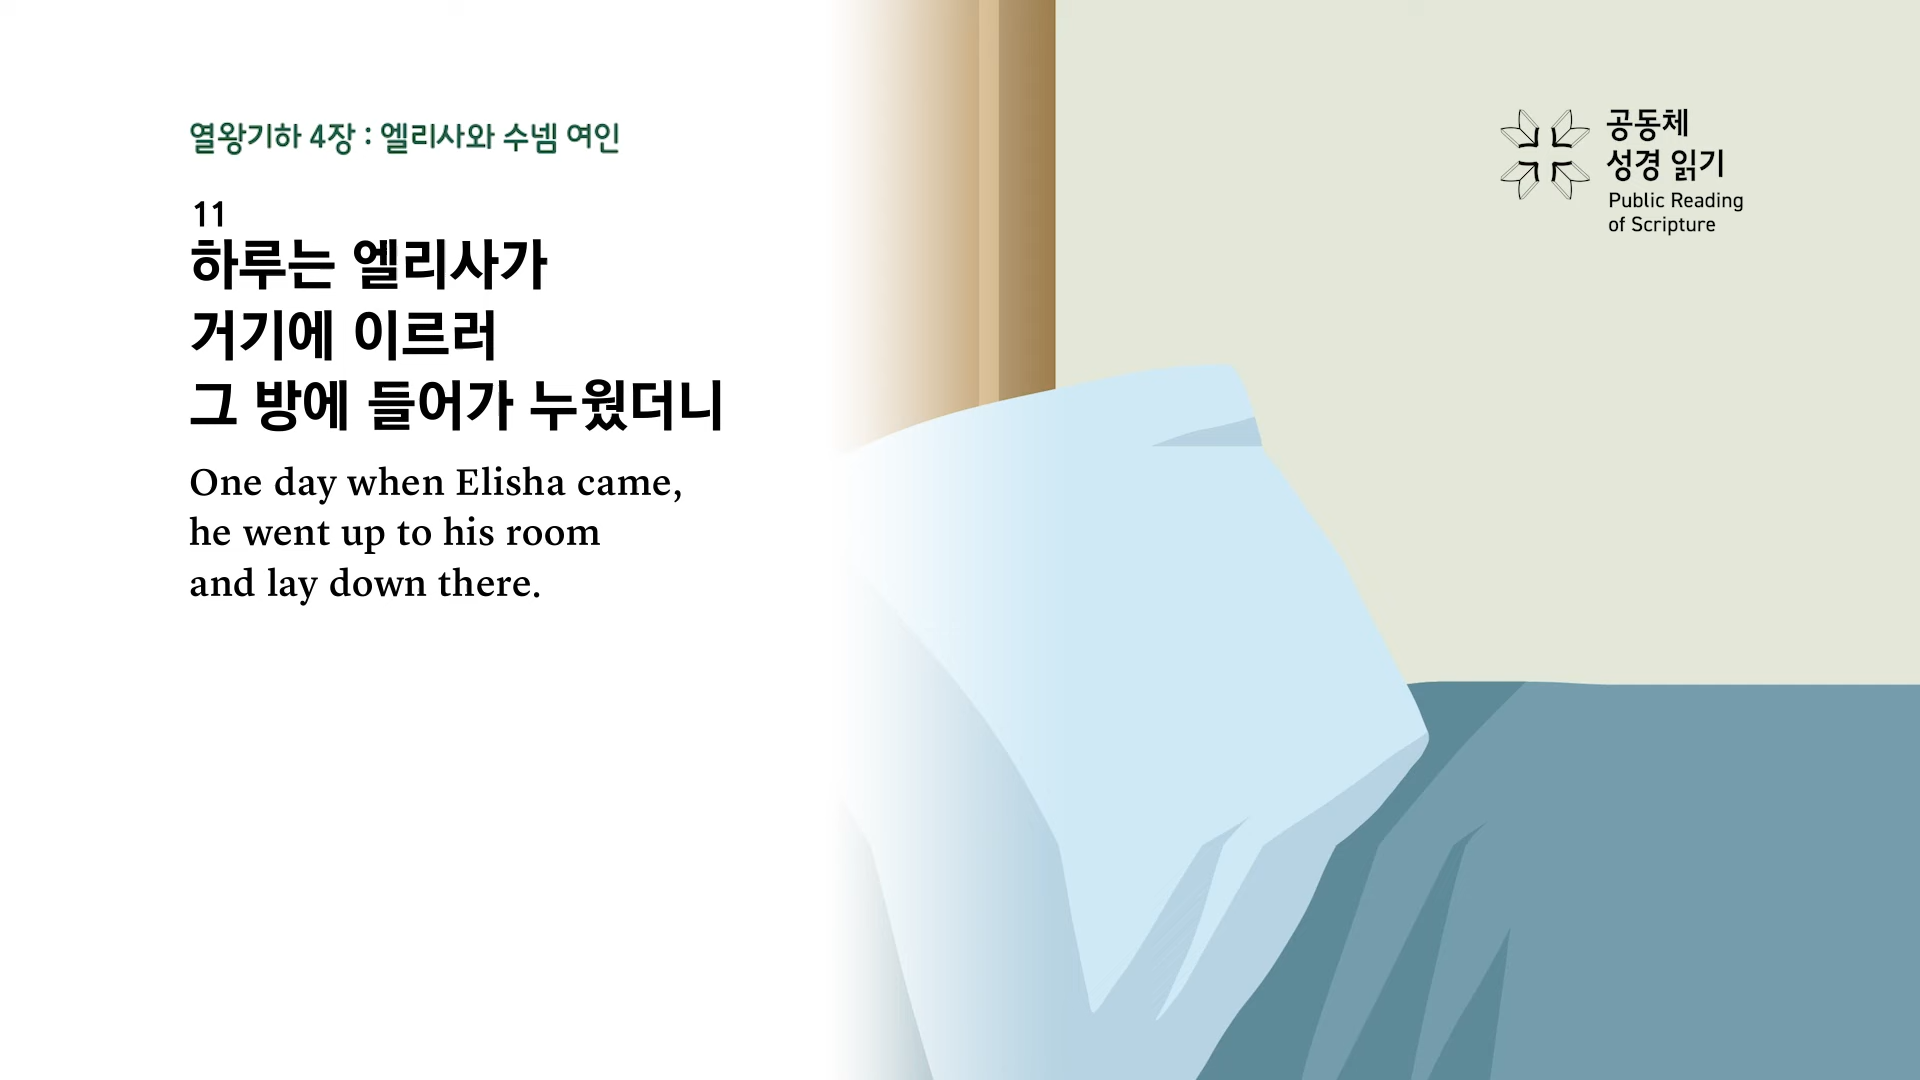 열왕기하 4장 : 엘리사와 수넴 여인
11
하루는 엘리사가
거기에 이르러
그 방에 들어가 누웠더니
One day when Elisha came,
he went up to his room
and lay down there.
공동체
성경 읽기
Public Reading
of Scripture